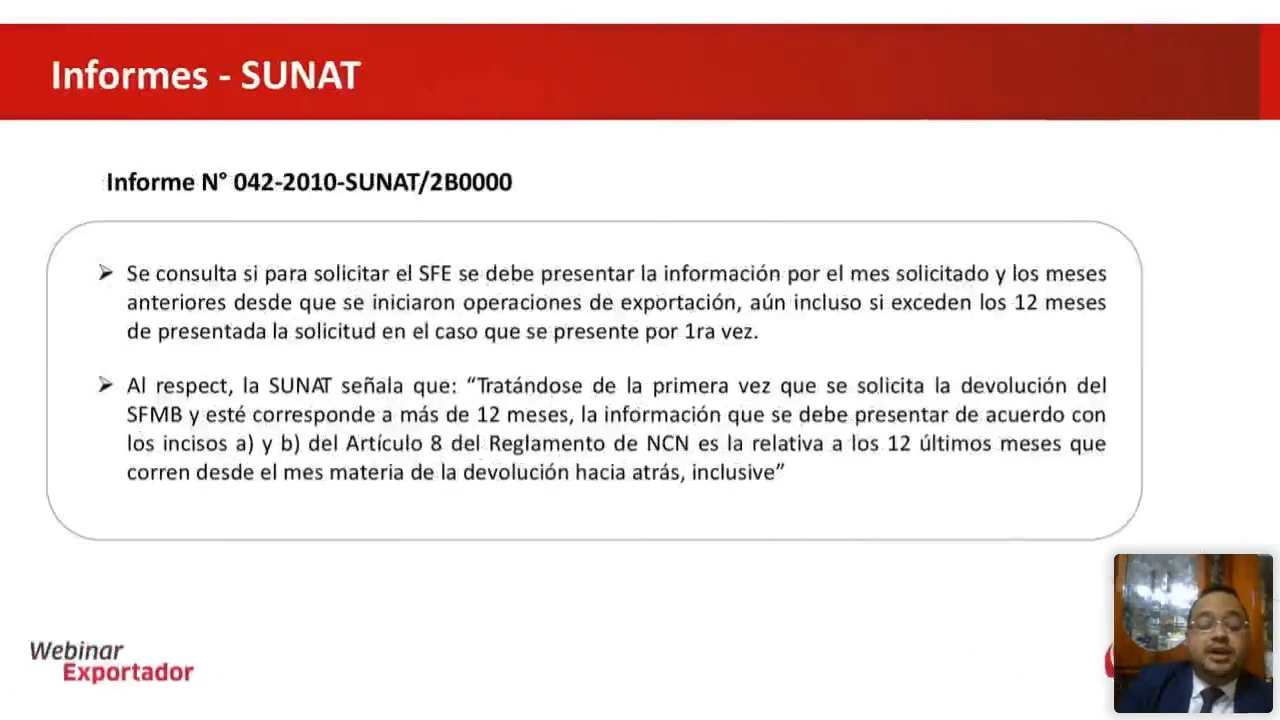 Informes - SUNAT
Informe N° 042-2010-SUNAT/2B0000
➢ Se consulta si para solicitar el SFE se debe presentar la información por el mes solicitado y los meses
anteriores desde que se iniciaron operaciones de exportación, aún incluso si exceden los 12 meses
de presentada la solicitud en el caso que se presente por 1ra vez.
➢ Al respect, la SUNAT señala que: “Tratándose de la primera vez que se solicita la devolución del
SFMB y esté corresponde a más de 12 meses, la información que se debe presentar de acuerdo con
los incisos a) y b) del Artículo 8 del Reglamento de NCN es la relativa a los 12 últimos meses que
corren desde el mes materia de la devolución hacia atrás, inclusive”
Webinar
Exportador